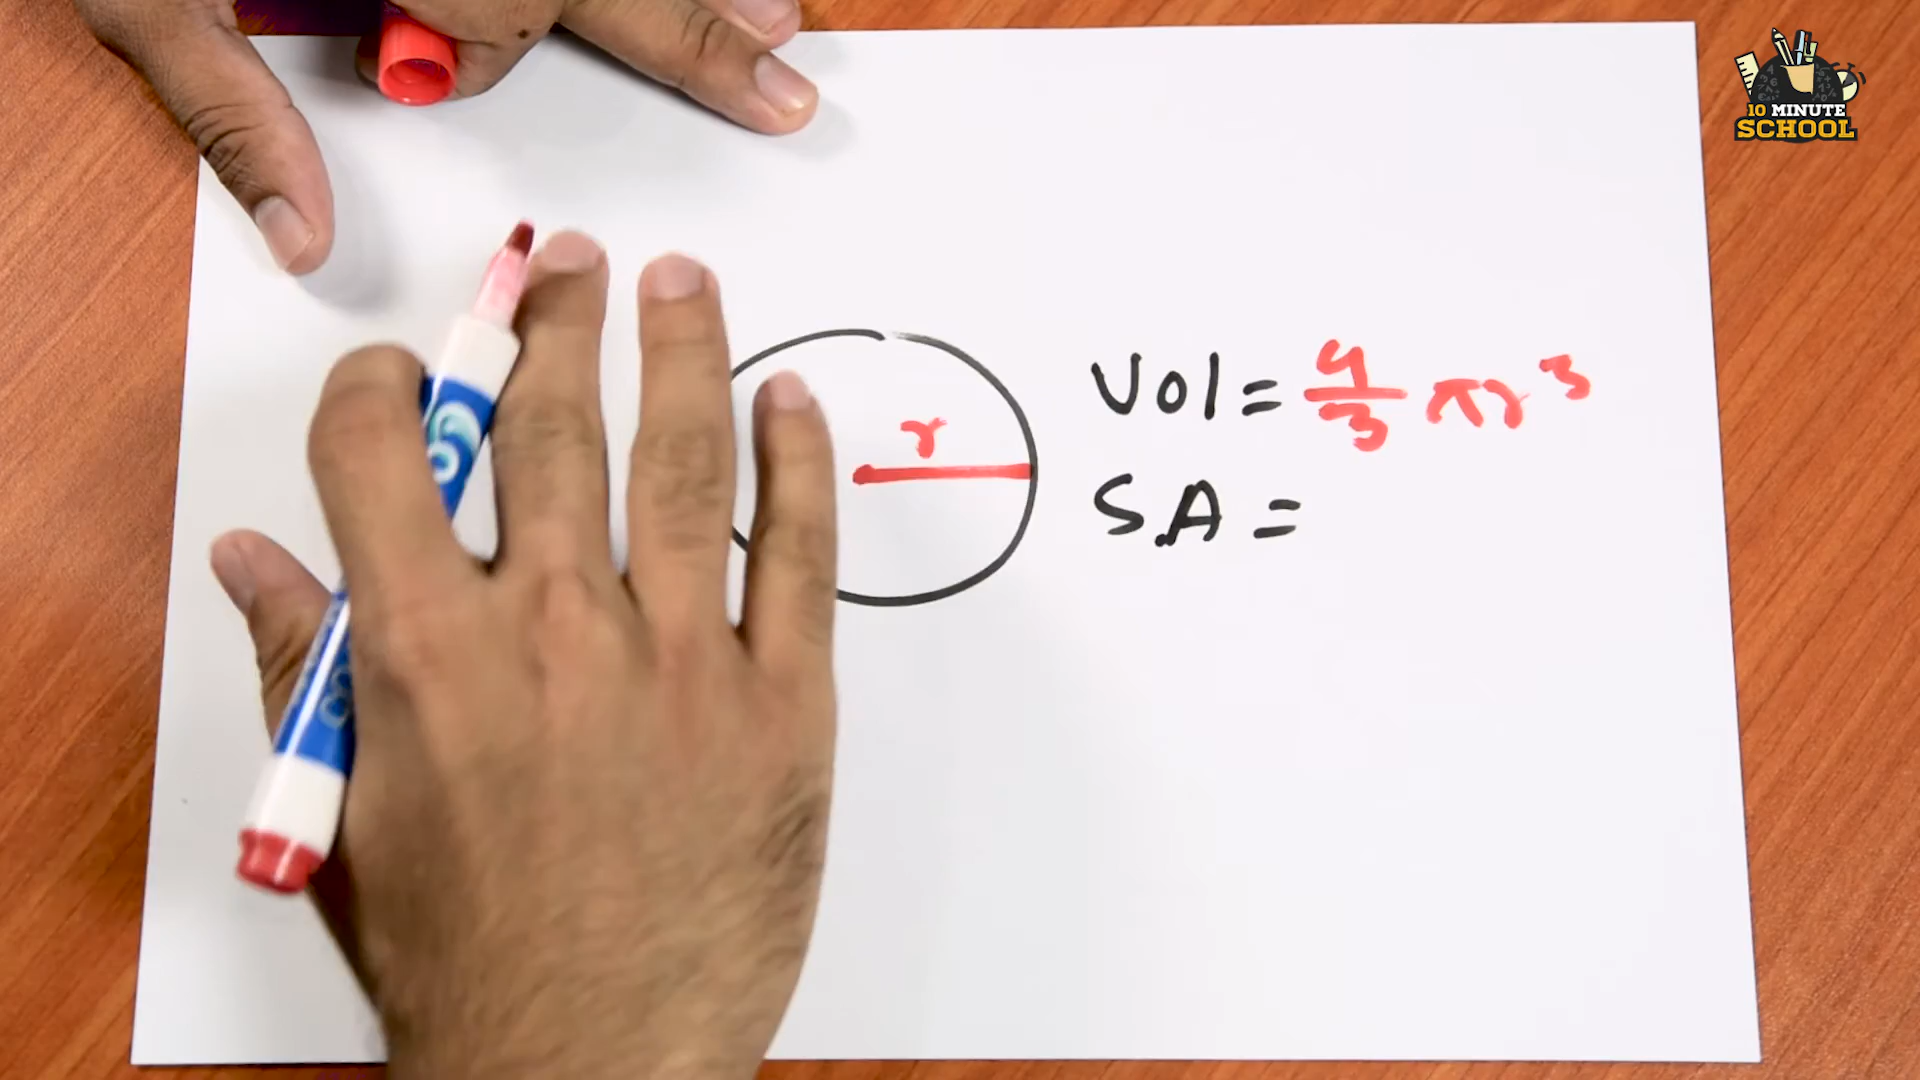 10 MINUTE
SCHOOL
r
Vol = 4/3 πr³
S.A =